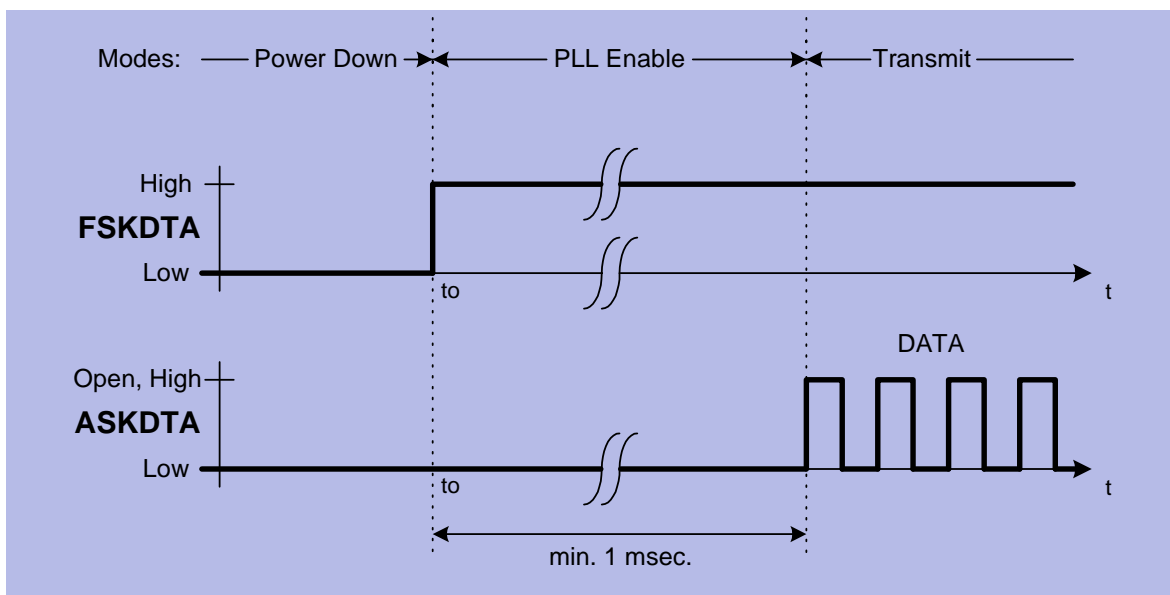 Modes: Power Down PLL Enable Transmit
High
FSKDTA
Low
to
t
DATA
Open, High
ASKDTA
Low
to
t
min. 1 msec.